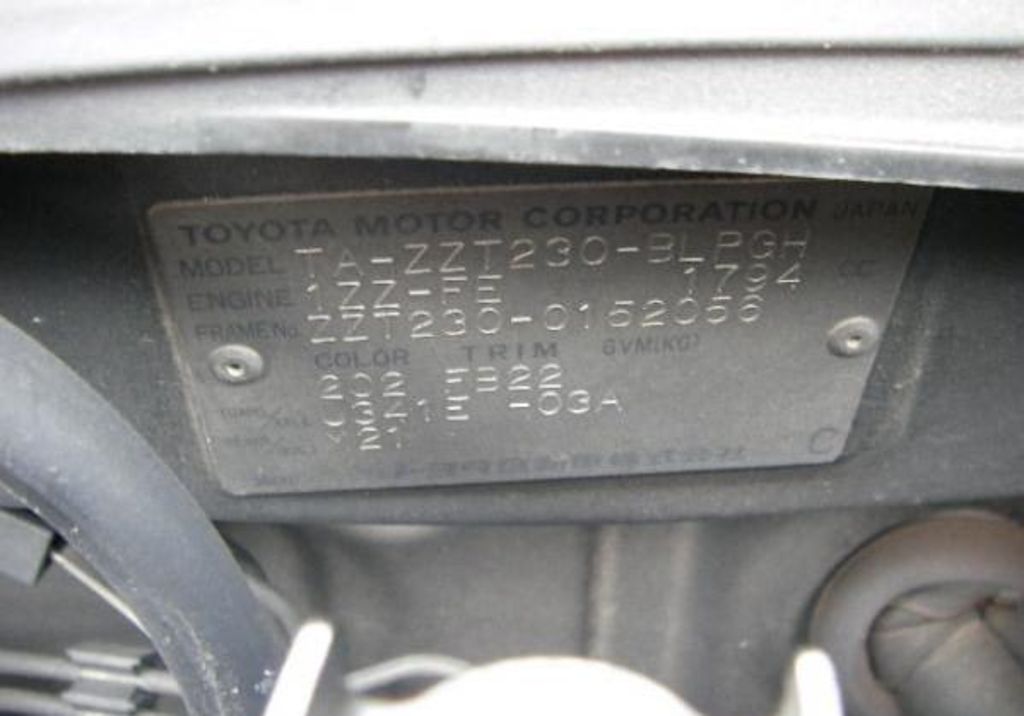 TOYOTA MOTOR CORPORATION JAPAN
MODEL TA-ZZT230-BLPGH
ENGINE 1ZZ-FE 1794 CC
FRAME No. ZZT230-0152056
COLOR TRIM GVM(KG)
202 FB22
-03A
C